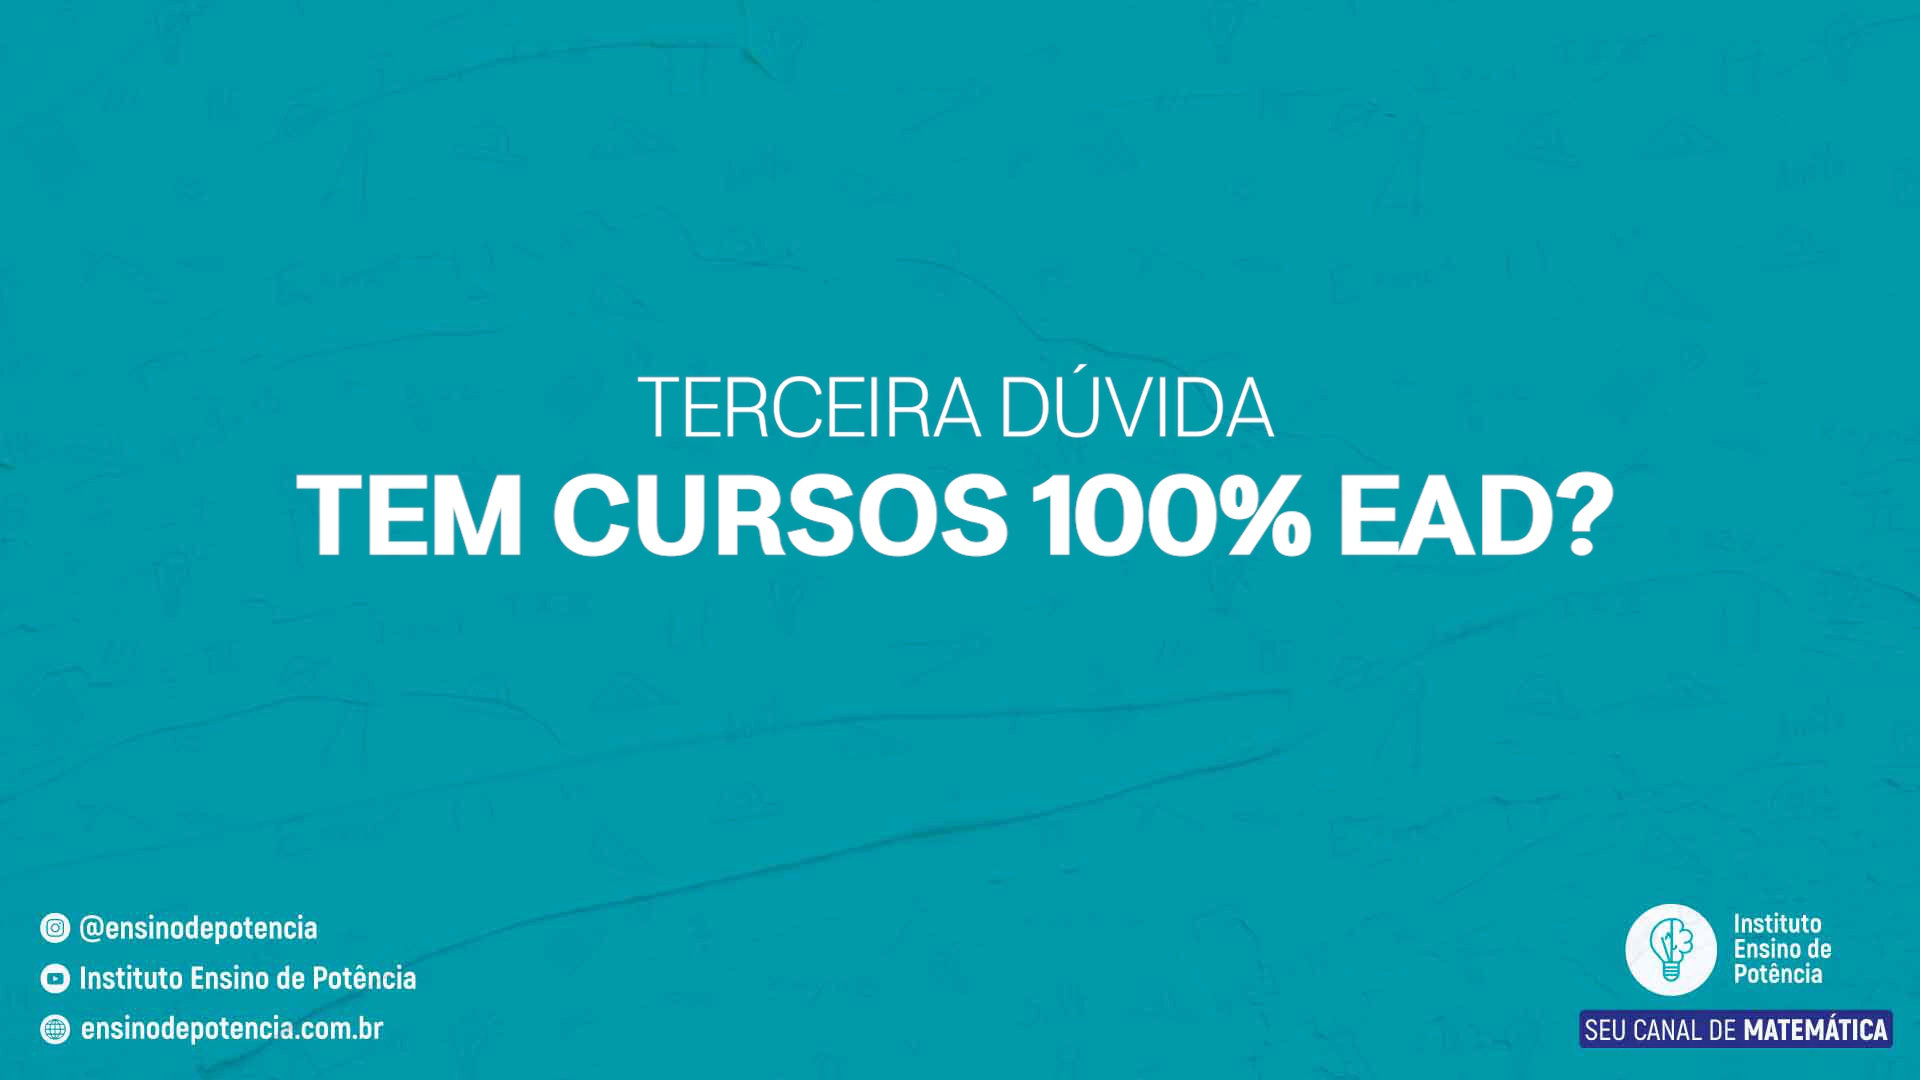 TERCEIRA DÚVIDA
TEM CURSOS 100% EAD?
@ensinodepotencia
Instituto Ensino de Potência
ensinodepotencia.com.br
Instituto
Ensino de
Potência
SEU CANAL DE MATEMÁTICA